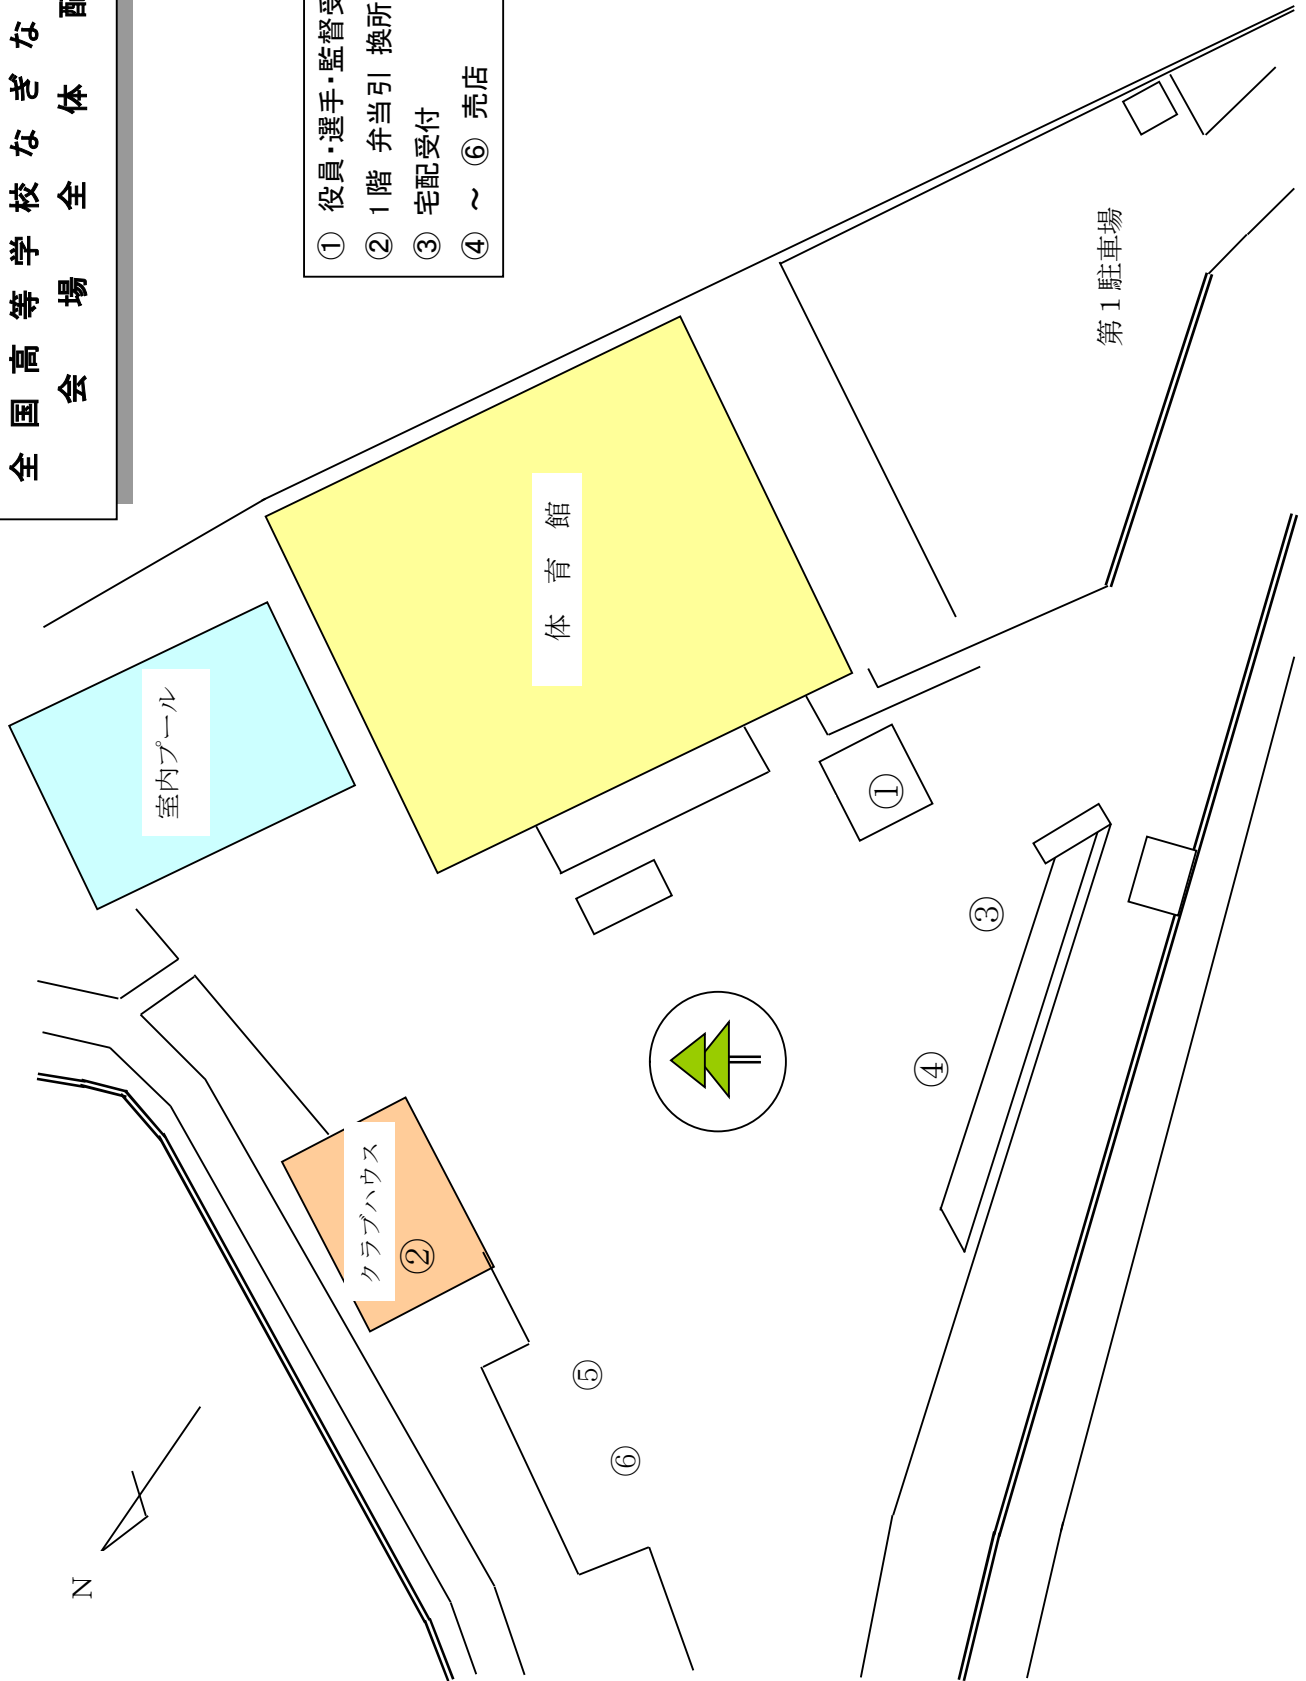 全国高等学校なぎな
会場全体配
① 役員・選手・監督受
② 1階 弁当引 換所
③ 宅配受付
④ ～ ⑥ 売店
室内プール
体育館
第1駐車場
①
③
④
クラブハウス
②
⑤
⑥
N